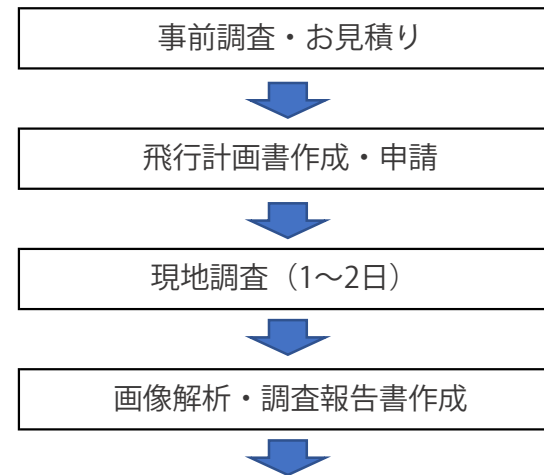 事前調査・お見積り
飛行計画書作成・申請
現地調査（1～2日）
画像解析・調査報告書作成